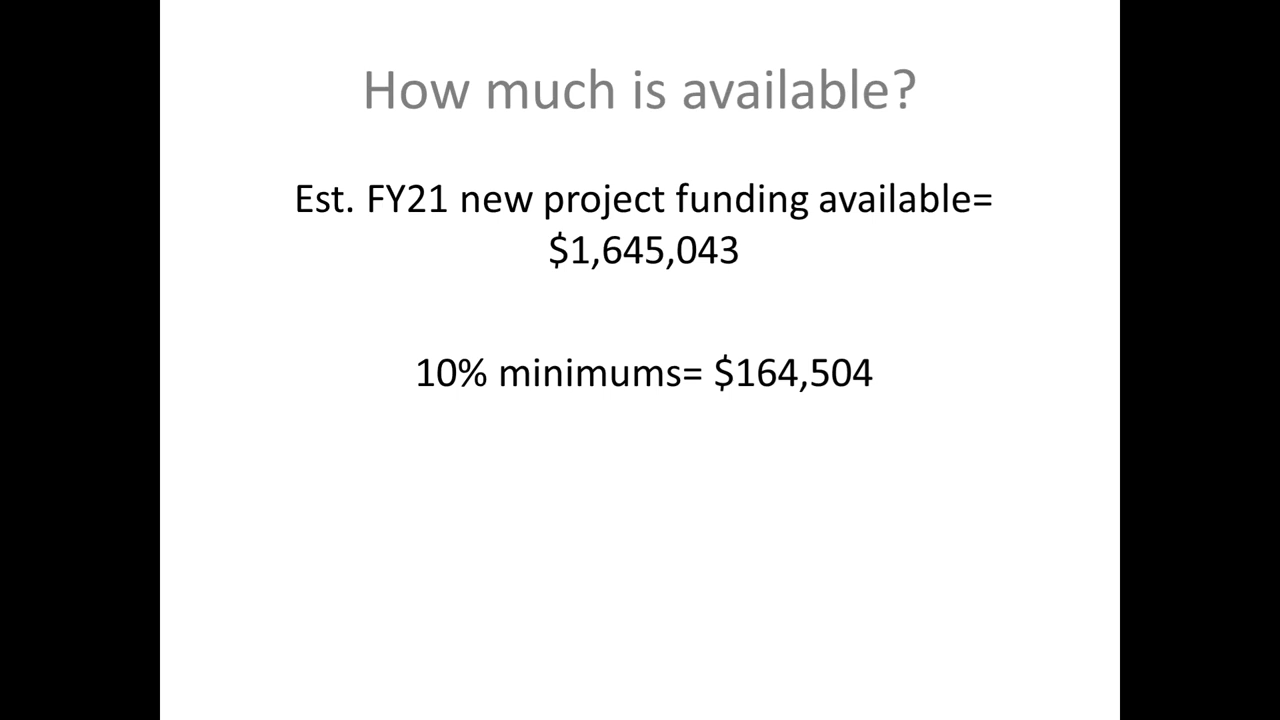 How much is available?
Est. FY21 new project funding available=
$1,645,043
10% minimums= $164,504